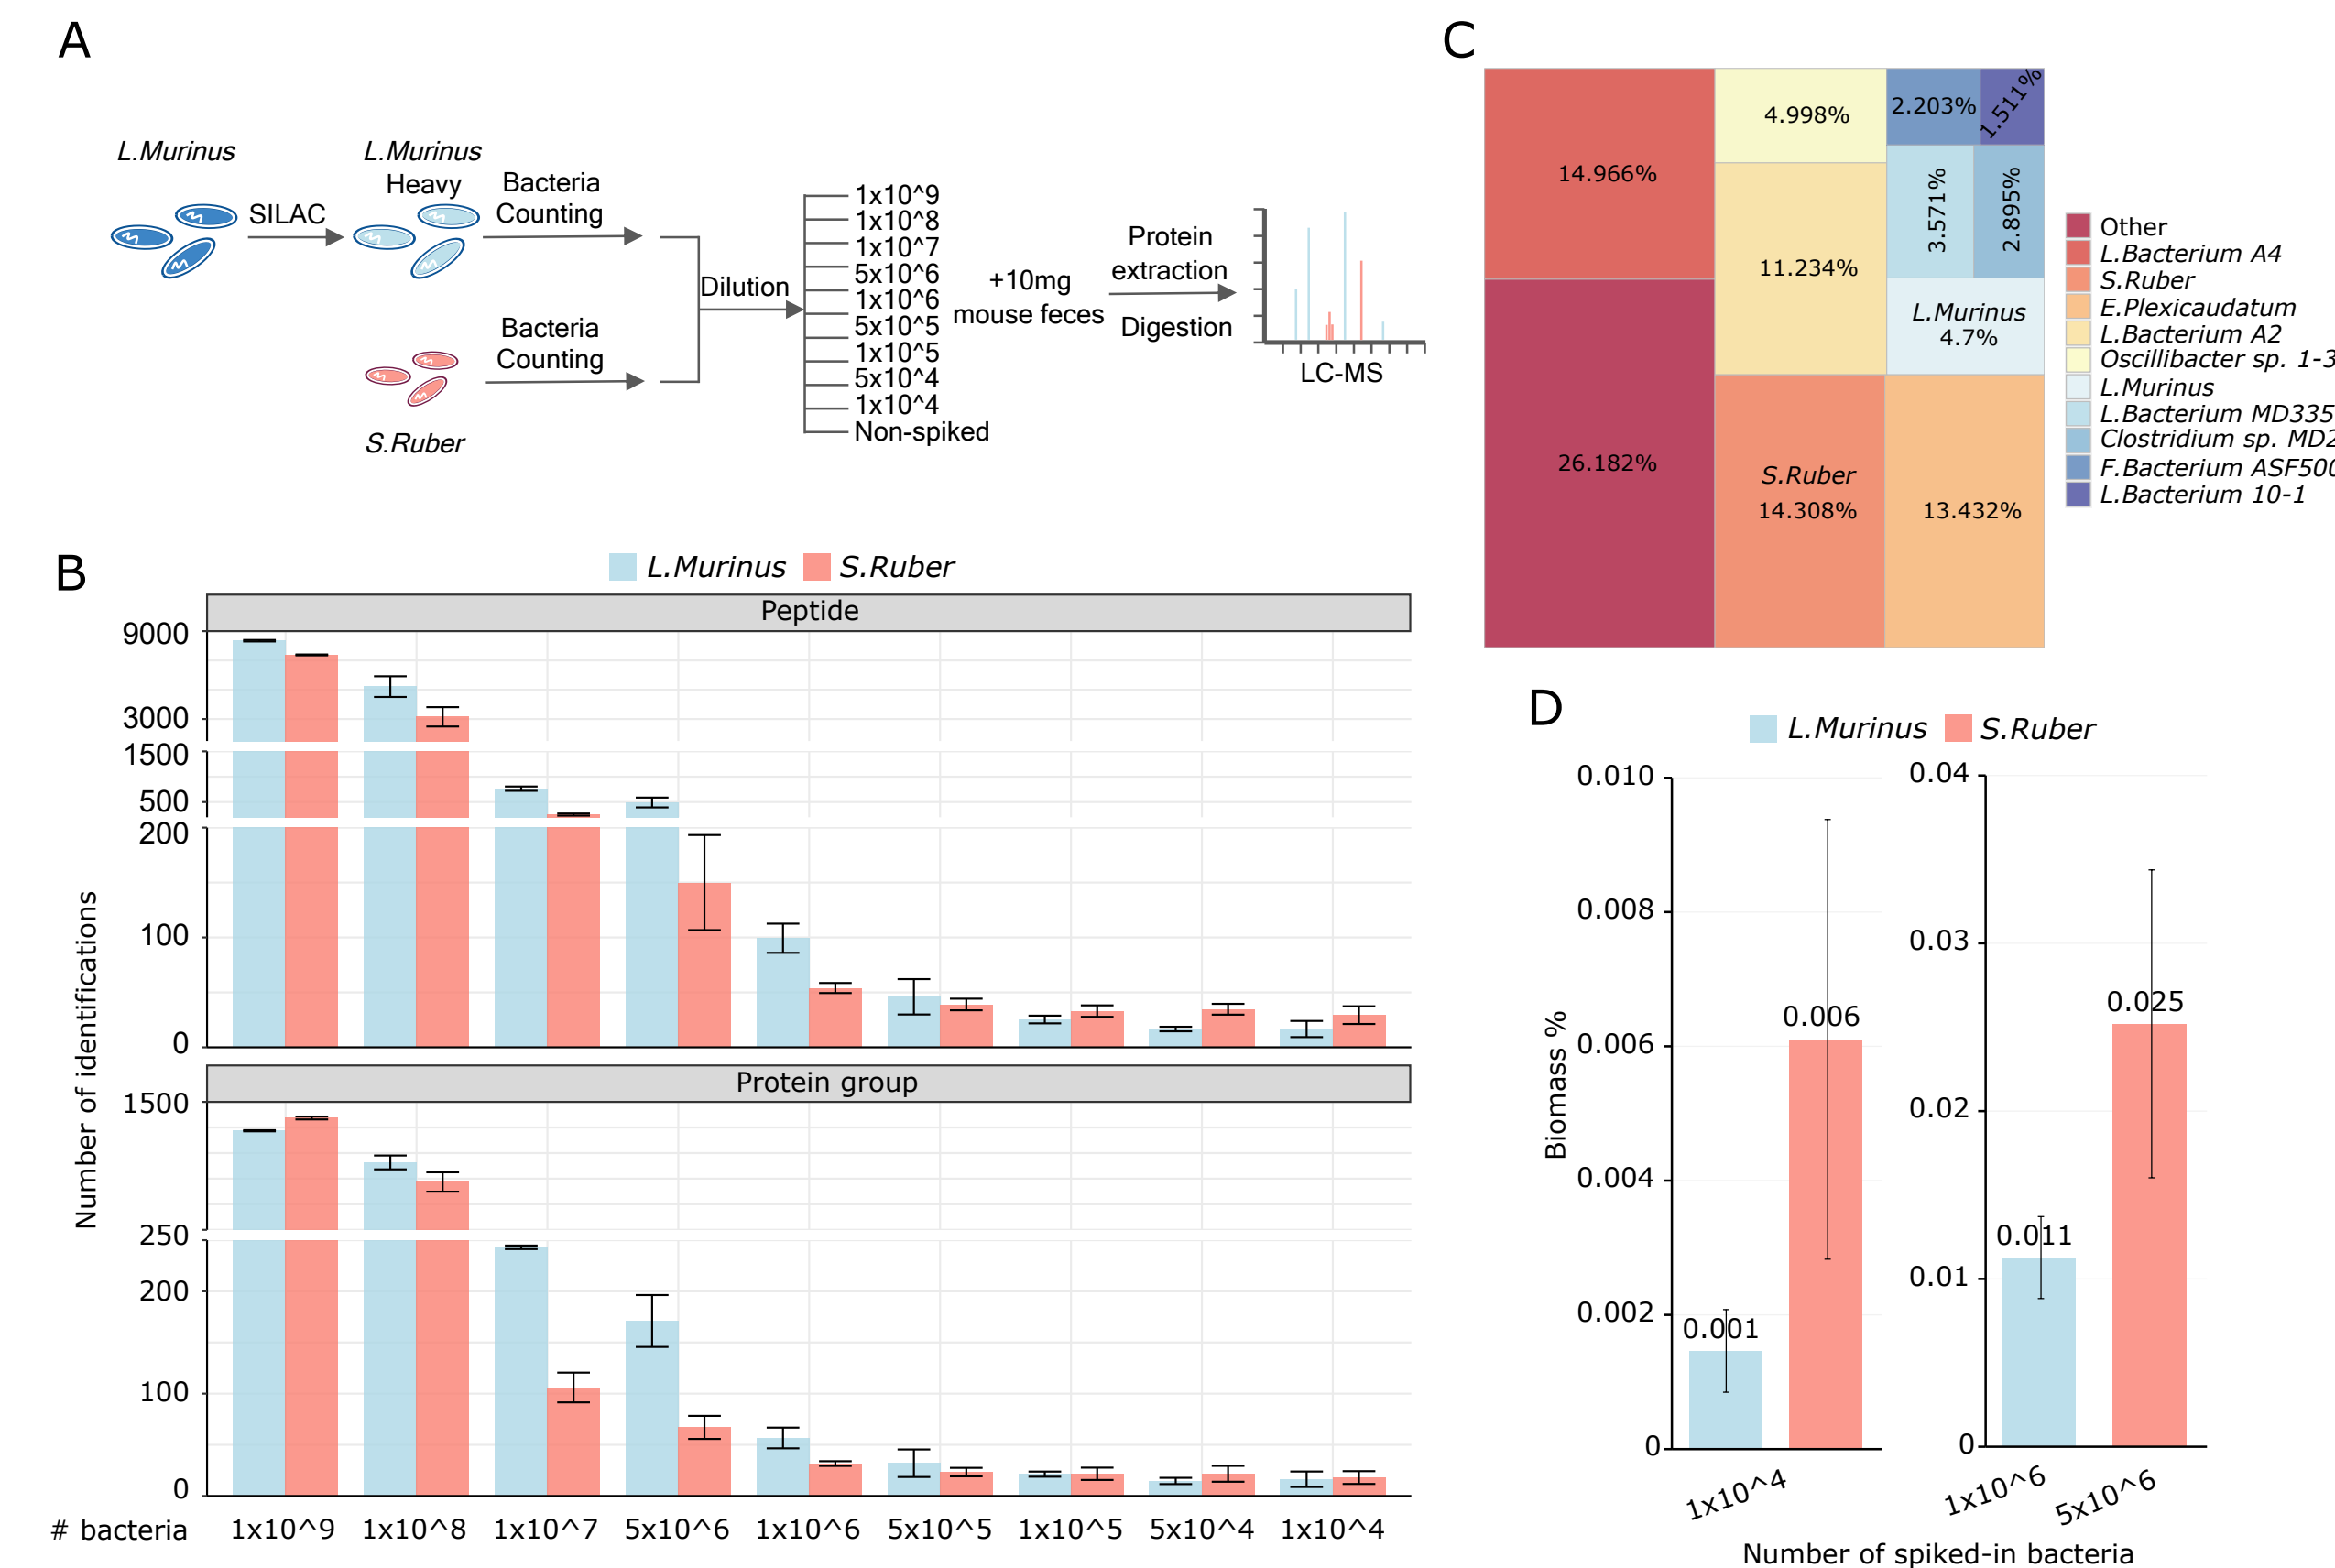 A
L.Murinus
SILAC
L.Murinus
Heavy
Bacteria
Counting
Bacteria
Counting
S.Ruber
Dilution
1x10^9
1x10^8
1x10^7
5x10^6
1x10^6
5x10^5
1x10^5
5x10^4
1x10^4
Non-spiked
+10mg
mouse feces
Protein
extraction
Digestion
LC-MS
B
L.Murinus S.Ruber
Peptide
9000
3000
1500
500
200
100
0
Protein group
1500
250
200
100
0
Number of identifications
# bacteria 1x10^9 1x10^8 1x10^7 5x10^6 1x10^6 5x10^5 1x10^5 5x10^4 1x10^4
C
14.966%
4.998%
2.203%
1.511%
11.234%
3.571%
2.895%
L.Murinus
4.7%
26.182%
S.Ruber
14.308%
13.432%
Other
L.Bacterium A4
S.Ruber
E.Plexicaudatum
L.Bacterium A2
Oscillibacter sp. 1-3
L.Murinus
L.Bacterium MD335
Clostridium sp. MD2
F.Bacterium ASF500
L.Bacterium 10-1
D
L.Murinus S.Ruber
Biomass %
0.010
0.008
0.006
0.004
0.002
0
0.001
0.006
1x10^4
0.04
0.03
0.02
0.01
0
0.011
0.025
1x10^6
5x10^6
Number of spiked-in bacteria